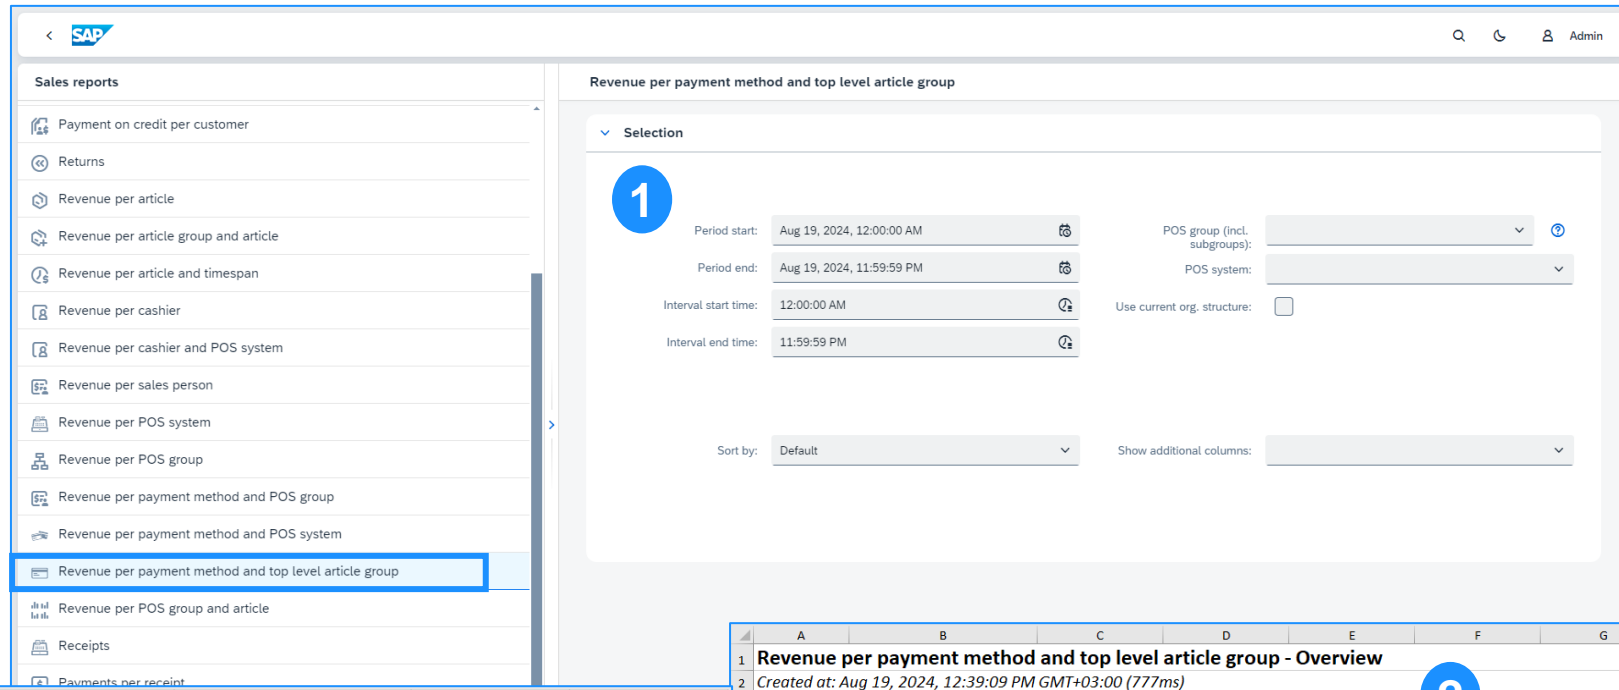 SAP
Admin
Sales reports
Payment on credit per customer
Returns
Revenue per article
Revenue per article group and article
Revenue per article and timespan
Revenue per cashier
Revenue per cashier and POS system
Revenue per sales person
Revenue per POS system
Revenue per POS group
Revenue per payment method and POS group
Revenue per payment method and POS system
Revenue per payment method and top level article group
Revenue per POS group and article
Receipts
Payments per receipt
Revenue per payment method and top level article group
Selection
1
Period start: Aug 19, 2024, 12:00:00 AM
Period end: Aug 19, 2024, 11:59:59 PM
Interval start time: 12:00:00 AM
Interval end time: 11:59:59 PM
POS group (incl.
subgroups):
POS system:
Use current org. structure:
Sort by: Default
Show additional columns:
A B C D E F G
1 Revenue per payment method and top level article group - Overview
2 Created at: Aug 19, 2024, 12:39:09 PM GMT+03:00 (777ms)